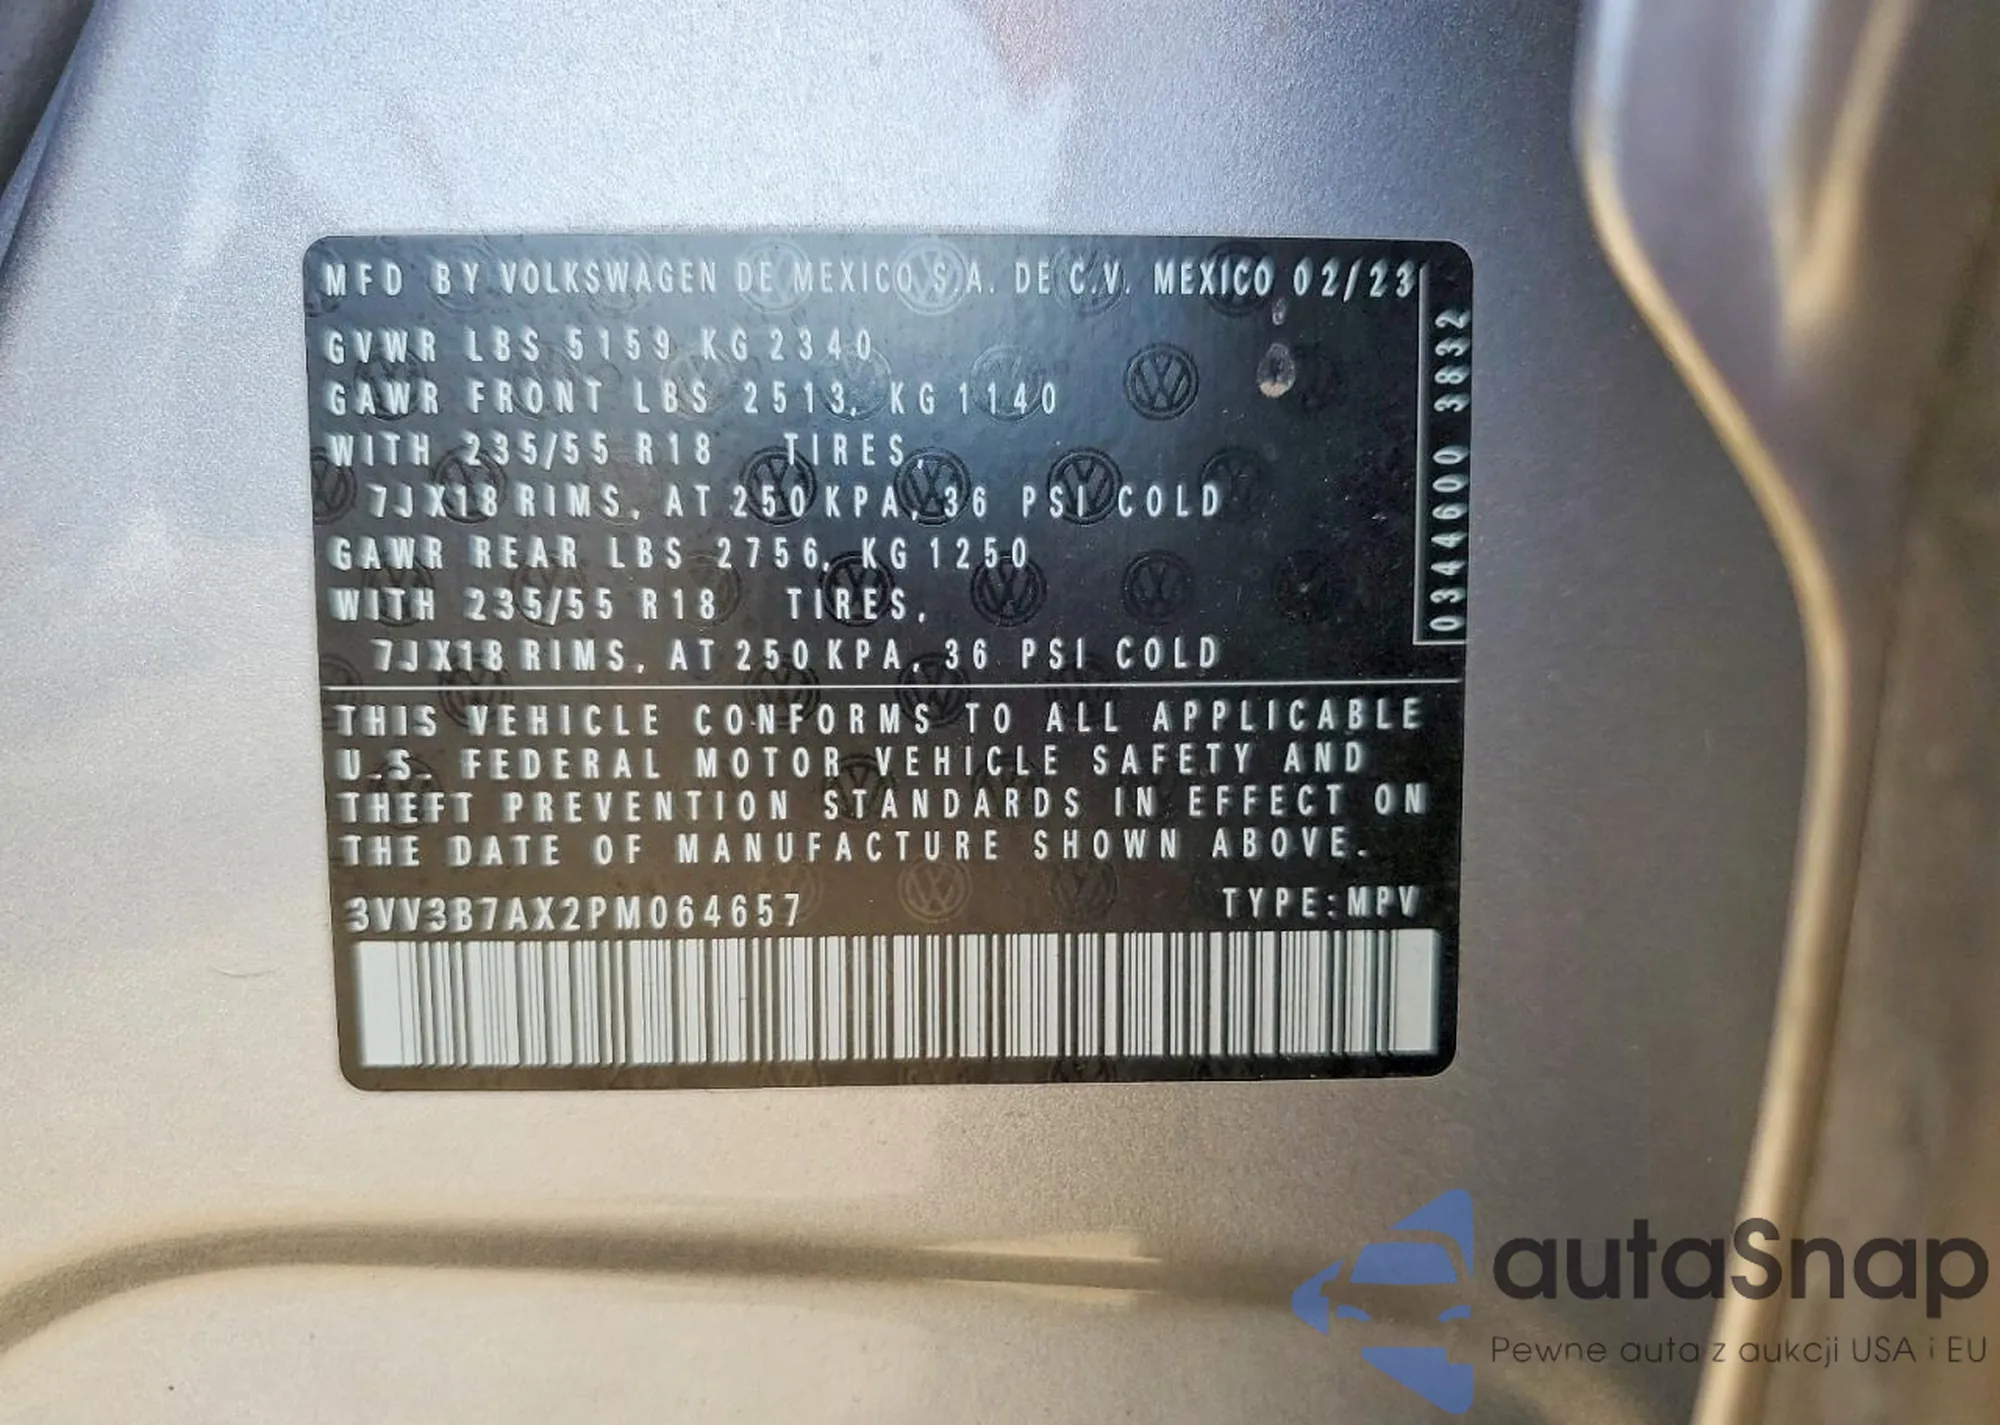 MFD BY VOLKSWAGEN DE MEXICO S.A. DE C.V. MEXICO 02/23
GVWR LBS 5159 KG 2340
GAWR FRONT LBS 2513, KG 1140
WITH 235/55 R18 TIRES,
7JX18 RIMS, AT 250 KPA, 36 PSI COLD
GAWR REAR LBS 2756, KG 1250
WITH 235/55 R18 TIRES,
7JX18 RIMS, AT 250 KPA, 36 PSI COLD
0344600 3832
THIS VEHICLE CONFORMS TO ALL APPLICABLE
U.S. FEDERAL MOTOR VEHICLE SAFETY AND
THEFT PREVENTION STANDARDS IN EFFECT ON
THE DATE OF MANUFACTURE SHOWN ABOVE.
3VV3B7AX2PM064657 TYPE:MPV
autaSnap
Pewne auta z aukcji USA i EU